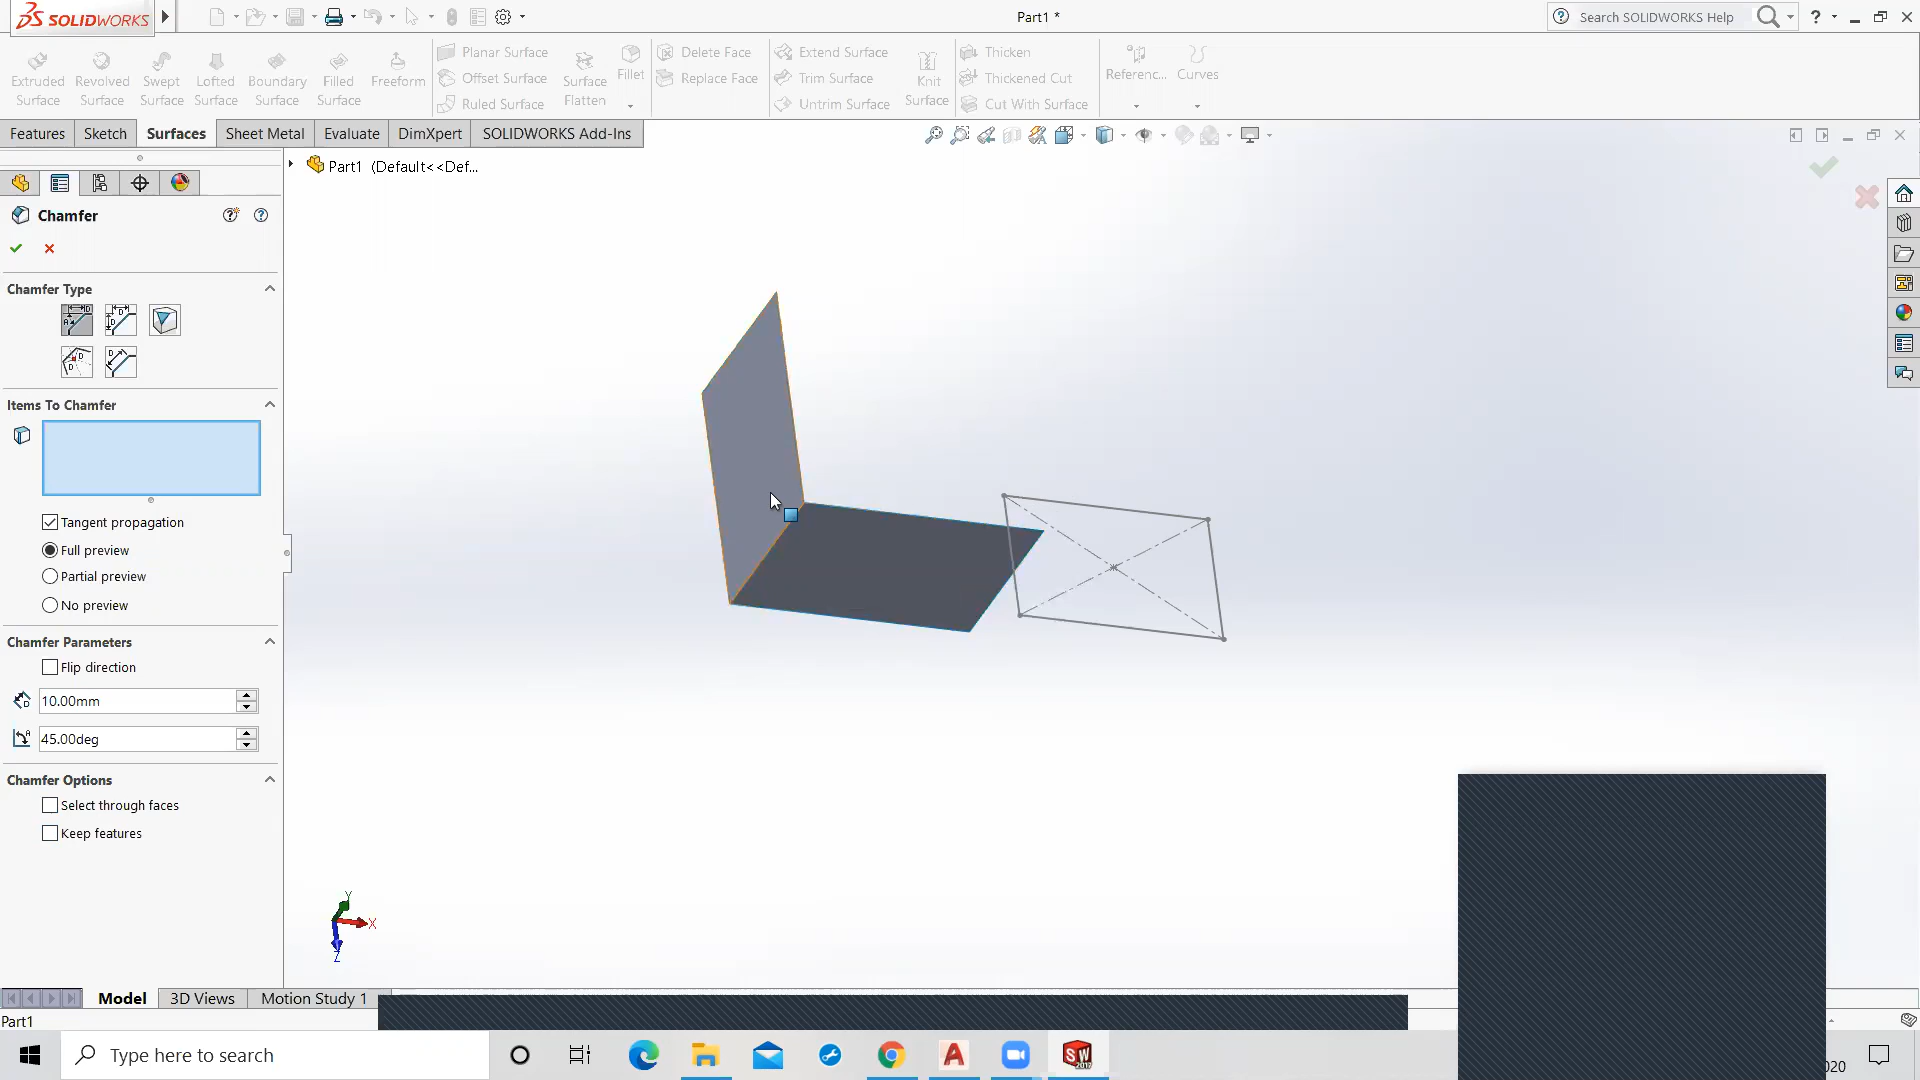 SOLIDWORKS
Part1 *
Search SOLIDWORKS Help
?
Extruded Surface
Revolved Surface
Swept Surface
Lofted Surface
Boundary Surface
Filled Surface
Freeform
Planar Surface
Offset Surface
Ruled Surface
Surface Flatten
Fillet
Delete Face
Replace Face
Extend Surface
Trim Surface
Untrim Surface
Knit Surface
Thicken
Thickened Cut
Cut With Surface
Referenc...
Curves
Features
Sketch
Surfaces
Sheet Metal
Evaluate
DimXpert
SOLIDWORKS Add-Ins
Part1 (Default<<Def...
Chamfer
Chamfer Type
Items To Chamfer
Tangent propagation
Full preview
Partial preview
No preview
Chamfer Parameters
Flip direction
10.00mm
45.00deg
Chamfer Options
Select through faces
Keep features
Y
X
Z
Model
3D Views
Motion Study 1
Part1
Type here to search
A
SW
2017
020